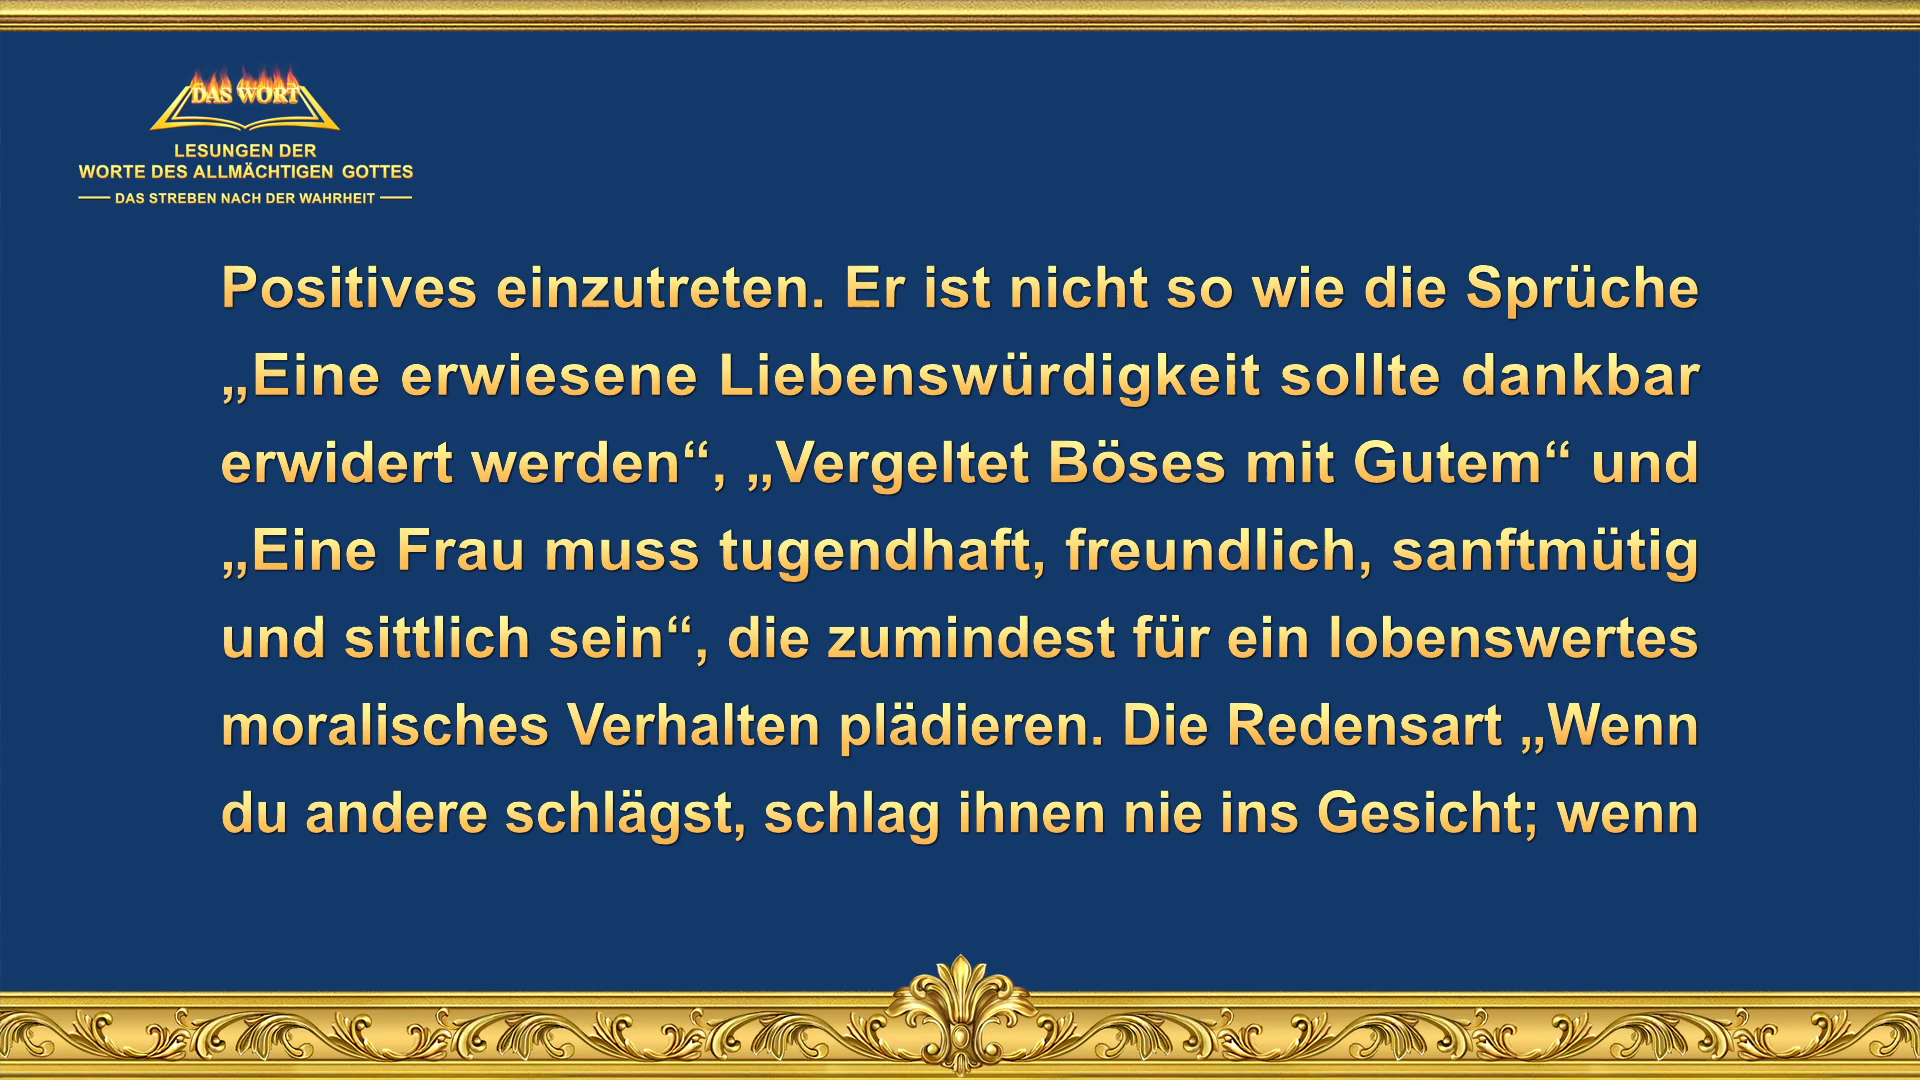 DAS WORT
LESUNGEN DER
WORTE DES ALLMÄCHTIGEN GOTTES
DAS STREBEN NACH DER WAHRHEIT
Positives einzutreten. Er ist nicht so wie die Sprüche
„Eine erwiesene Liebenswürdigkeit sollte dankbar
erwidert werden“, „Vergeltet Böses mit Gutem“ und
„Eine Frau muss tugendhaft, freundlich, sanftmütig
und sittlich sein“, die zumindest für ein lobenswertes
moralisches Verhalten plädieren. Die Redensart „Wenn
du andere schlägst, schlag ihnen nie ins Gesicht; wenn